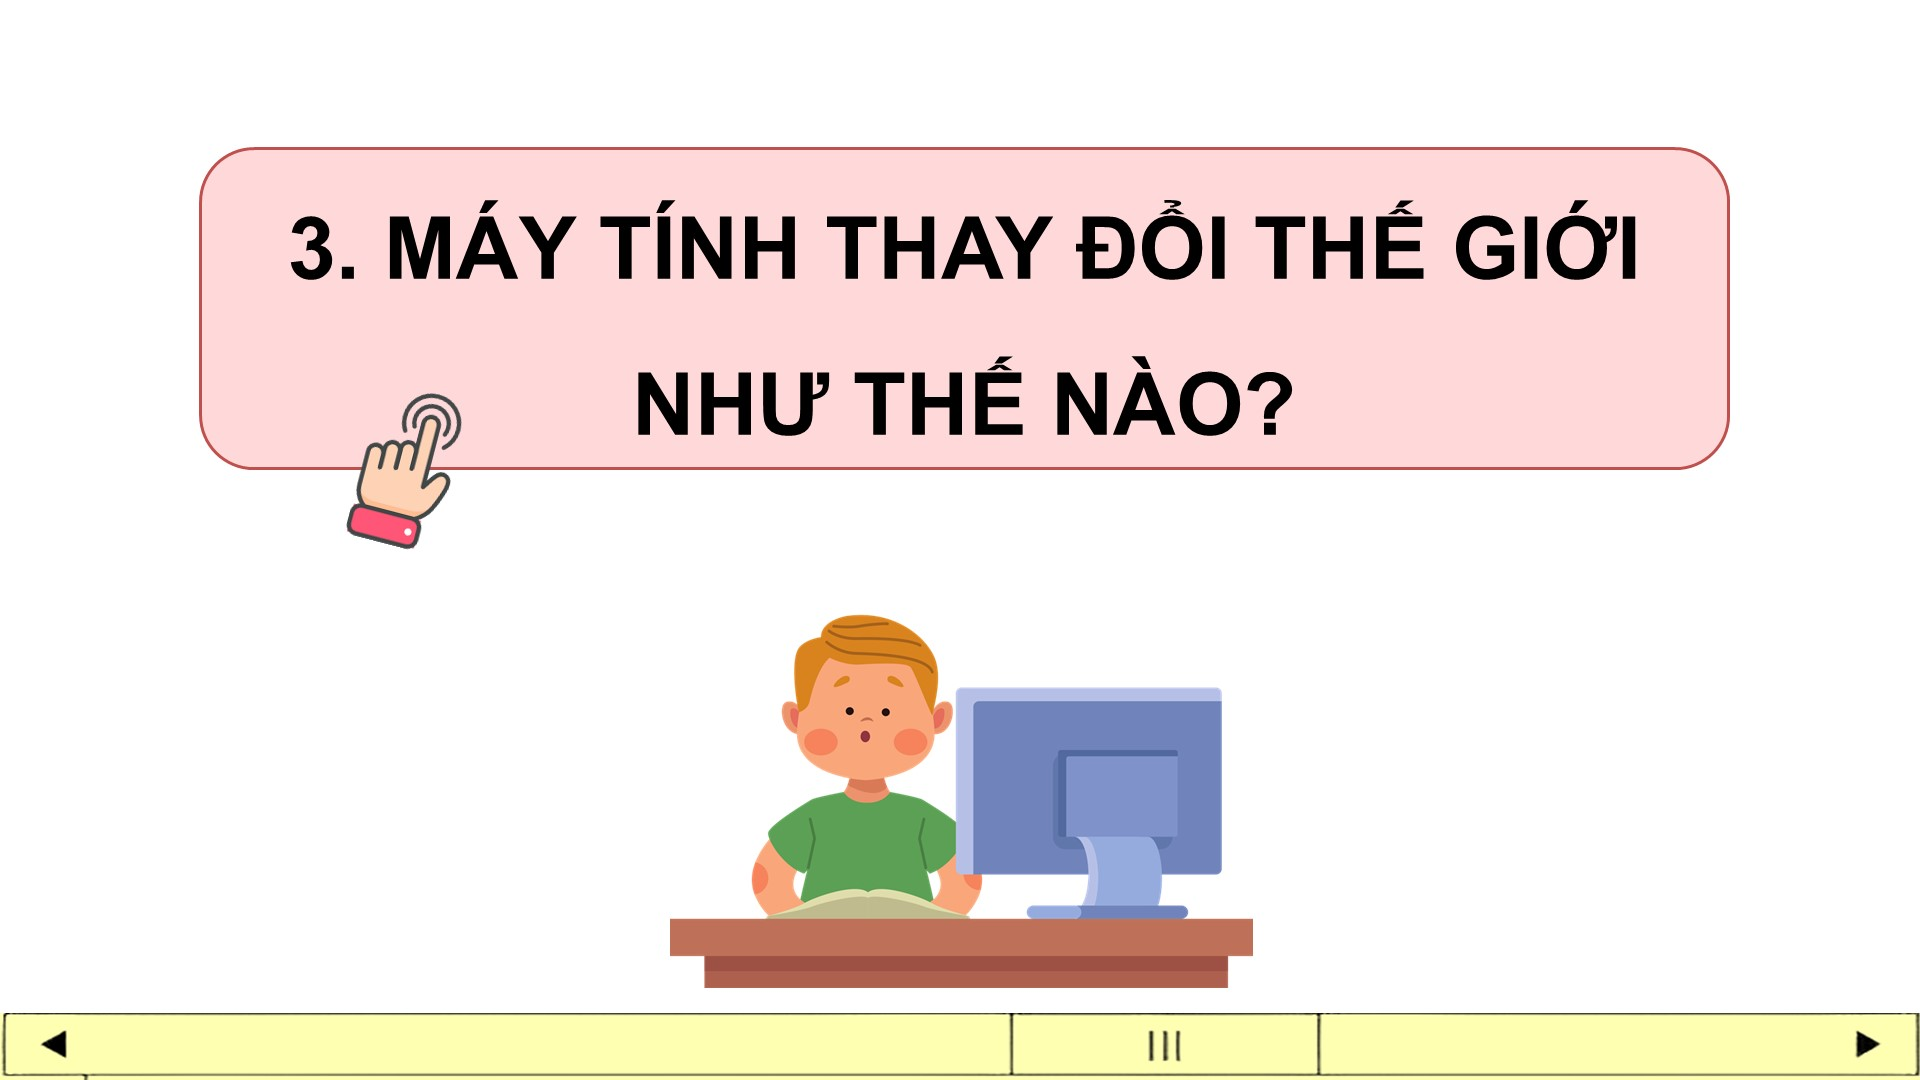 3. MÁY TÍNH THAY ĐỔI THẾ GIỚI
NHƯ THẾ NÀO?